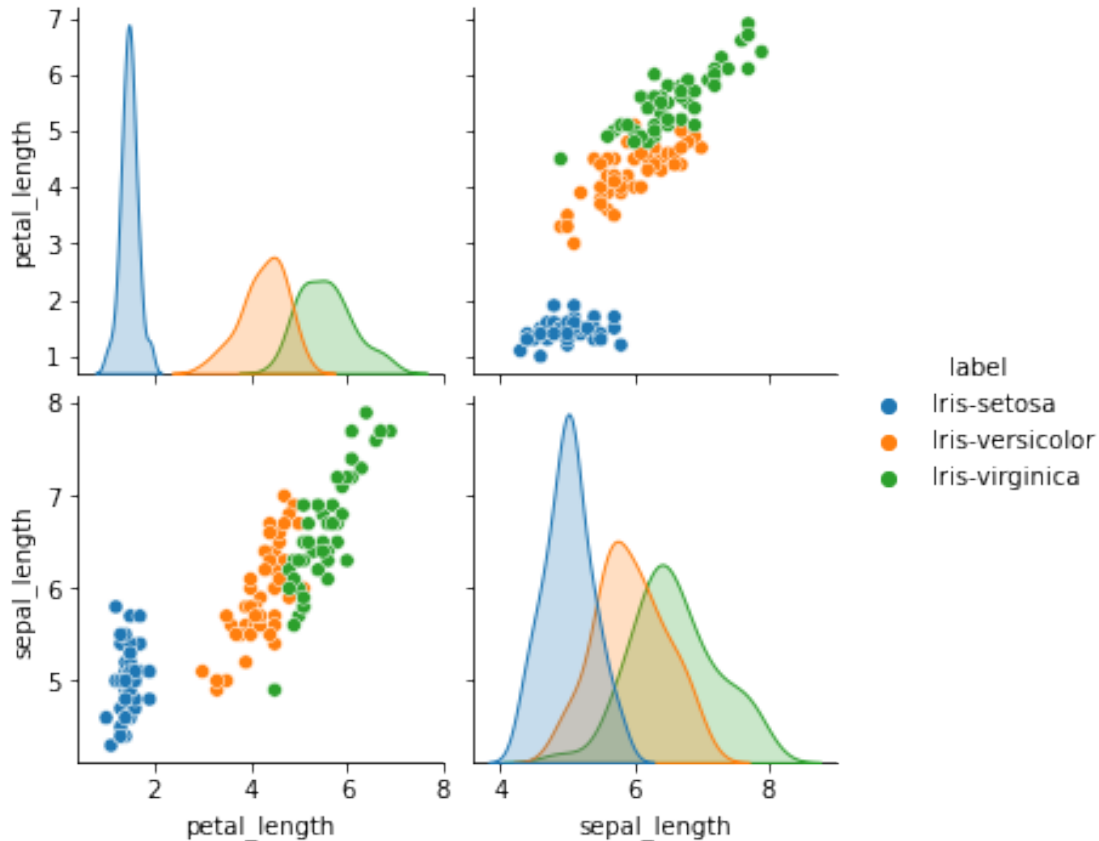 7
6
5
4
3
2
1
petal_length
8
7
6
5
sepal_length
2
4
6
8
petal_length
4
6
8
sepal_length
label
Iris-setosa
Iris-versicolor
Iris-virginica